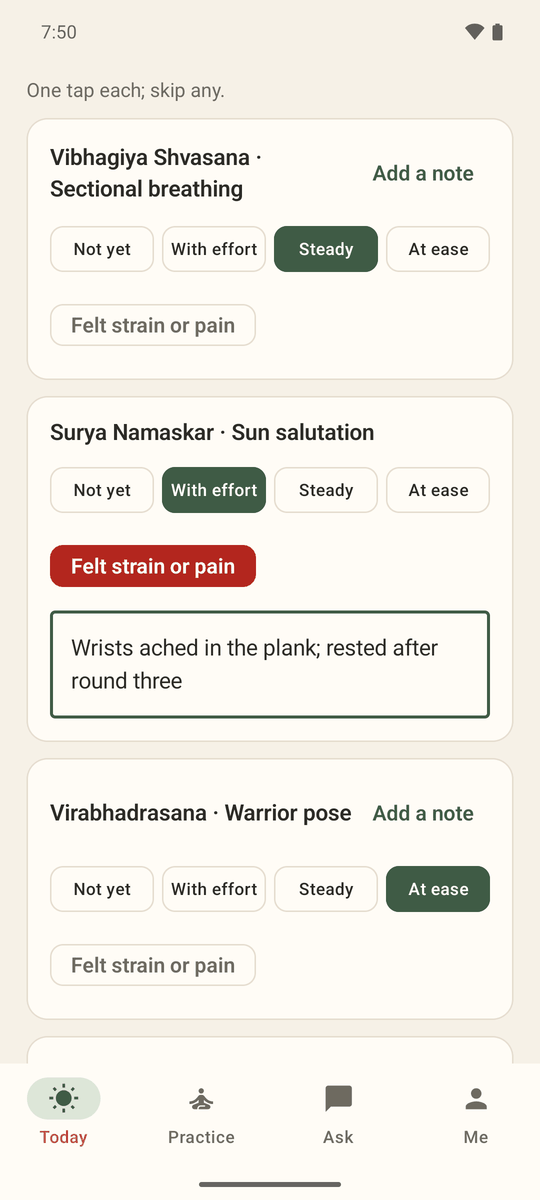 7:50
One tap each; skip any.
Vibhagiya Shvasana ·
Sectional breathing
Add a note
Not yet
With effort
Steady
At ease
Felt strain or pain
Surya Namaskar · Sun salutation
Not yet
With effort
Steady
At ease
Felt strain or pain
Wrists ached in the plank; rested after
round three
Virabhadrasana · Warrior pose
Add a note
Not yet
With effort
Steady
At ease
Felt strain or pain
Today
Practice
Ask
Me